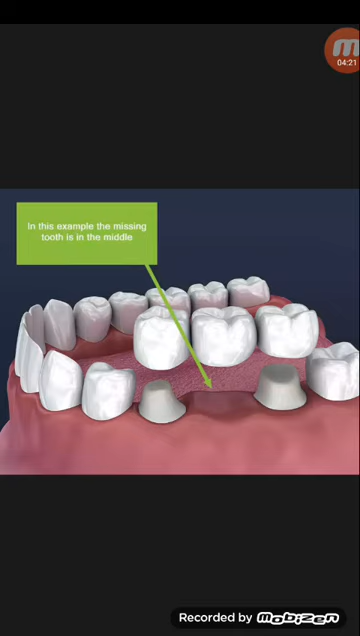 04:21
In this example the missing
tooth is in the middle
Recorded by Mobizen